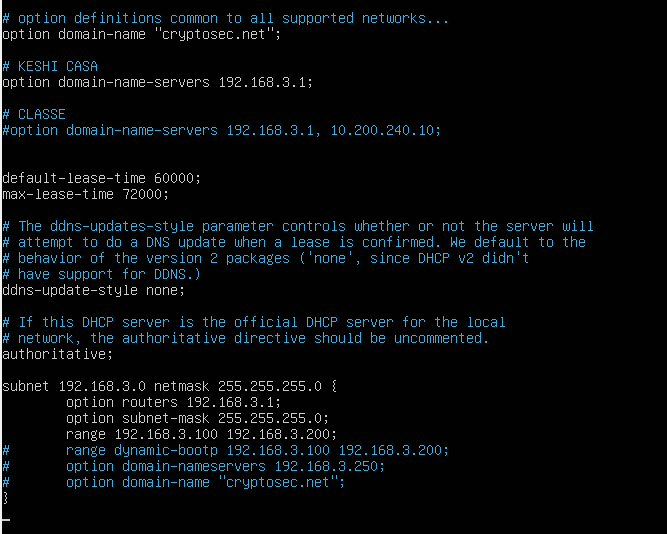 # option definitions common to all supported networks...
option domain-name "cryptosec.net";
# KESHI CASA
option domain-name-servers 192.168.3.1;
# CLASSE
#option domain-name-servers 192.168.3.1, 10.200.240.10;
default-lease-time 60000;
max-lease-time 72000;
# The ddns-updates-style parameter controls whether or not the server will
# attempt to do a DNS update when a lease is confirmed. We default to the
# behavior of the version 2 packages ('none', since DHCP v2 didn't
# have support for DDNS.)
ddns-update-style none;
# If this DHCP server is the official DHCP server for the local
# network, the authoritative directive should be uncommented.
authoritative;
subnet 192.168.3.0 netmask 255.255.255.0 {
        option routers 192.168.3.1;
        option subnet-mask 255.255.255.0;
        range 192.168.3.100 192.168.3.200;
#       range dynamic-bootp 192.168.3.100 192.168.3.200;
#       option domain-nameservers 192.168.3.250;
#       option domain-name "cryptosec.net";
}